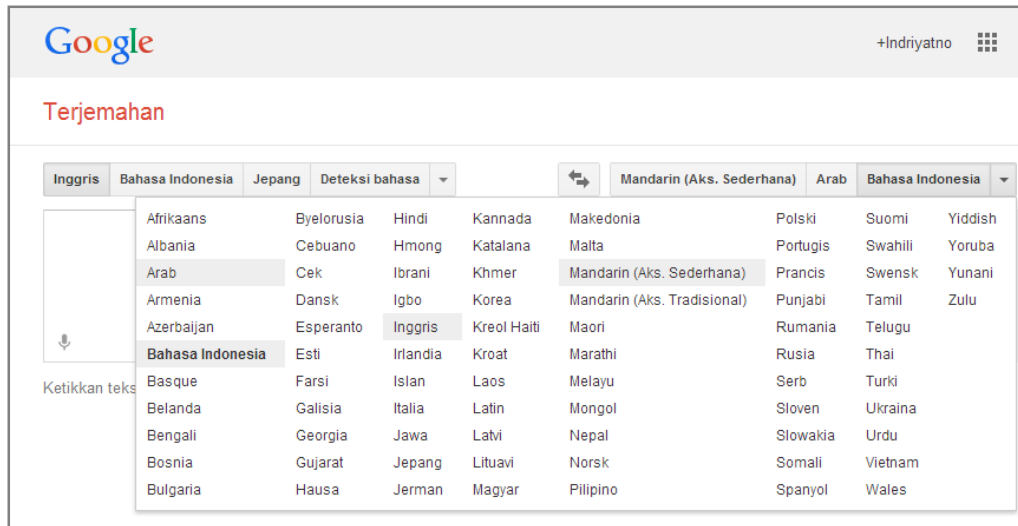 Google +Indriyatno
Terjemahan
Inggris Bahasa Indonesia Jepang Deteksi bahasa Mandarin (Aks. Sederhana) Arab Bahasa Indonesia
Afrikaans Byelorusia Hindi Kannada Makedonia Polski Suomi Yiddish
Albania Cebuano Hmong Katalana Malta Portugis Swahili Yoruba
Arab Cek Ibrani Khmer Mandarin (Aks. Sederhana) Prancis Swensk Yunani
Armenia Dansk Igbo Korea Mandarin (Aks. Tradisional) Punjabi Tamil Zulu
Azerbaijan Esperanto Inggris Kreol Haiti Maori Rumania Telugu
Bahasa Indonesia Esti Irlandia Kroat Marathi Rusia Thai
Basque Farsi Islan Laos Melayu Serb Turki
Ketikkan teks
Belanda Galisia Italia Latin Mongol Sloven Ukraina
Bengali Georgia Jawa Latvi Nepal Slowakia Urdu
Bosnia Gujarat Jepang Lituavi Norsk Somali Vietnam
Bulgaria Hausa Jerman Magyar Pilipino Spanyol Wales